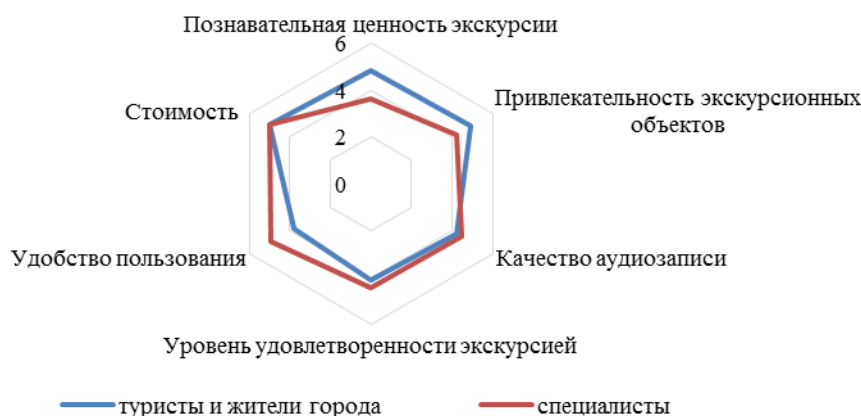 Познавательная ценность экскурсии
6
Стоимость
4
Привлекательность экскурсионных
объектов
2
0
Удобство пользования
Качество аудиозаписи
Уровень удовлетворенности экскурсией
туристы и жители города
специалисты